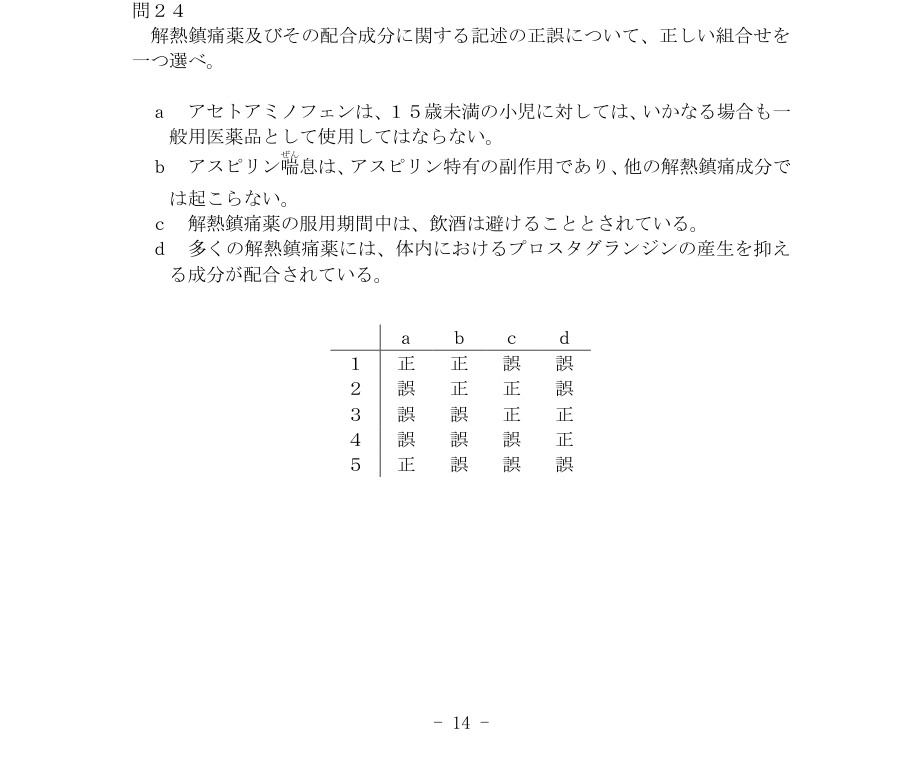 問２４
解熱鎮痛薬及びその配合成分に関する記述の正誤について、正しい組合せを
一つ選べ。
a　アセトアミノフェンは、１５歳未満の小児に対しては、いかなる場合も一
般用医薬品として使用してはならない。
ぜん
b　アスピリン喘息は、アスピリン特有の副作用であり、他の解熱鎮痛成分で
は起こらない。
c　解熱鎮痛薬の服用期間中は、飲酒は避けることとされている。
d　多くの解熱鎮痛薬には、体内におけるプロスタグランジンの産生を抑え
る成分が配合されている。
a b c d
1 正 正 誤 誤
2 誤 正 正 誤
3 誤 誤 正 正
4 誤 誤 誤 正
5 正 誤 誤 誤
- 14 -